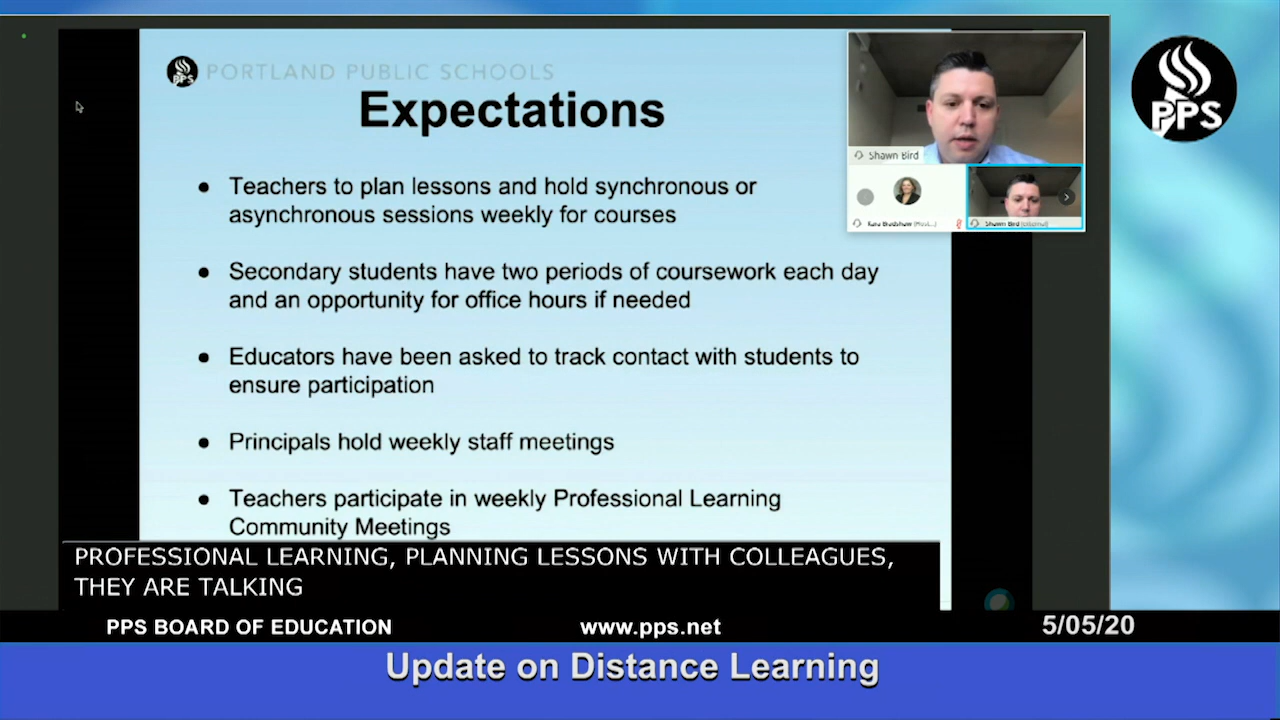 PPS
PORTLAND PUBLIC SCHOOLS
Expectations
● Teachers to plan lessons and hold synchronous or
asynchronous sessions weekly for courses
● Secondary students have two periods of coursework each day
and an opportunity for office hours if needed
● Educators have been asked to track contact with students to
ensure participation
● Principals hold weekly staff meetings
● Teachers participate in weekly Professional Learning
Community Meetings
Shawn Bird
Kara Bradshaw (Host...)
Shawn Bird
PPS
PROFESSIONAL LEARNING, PLANNING LESSONS WITH COLLEAGUES,
THEY ARE TALKING
PPS BOARD OF EDUCATION www.pps.net 5/05/20
Update on Distance Learning